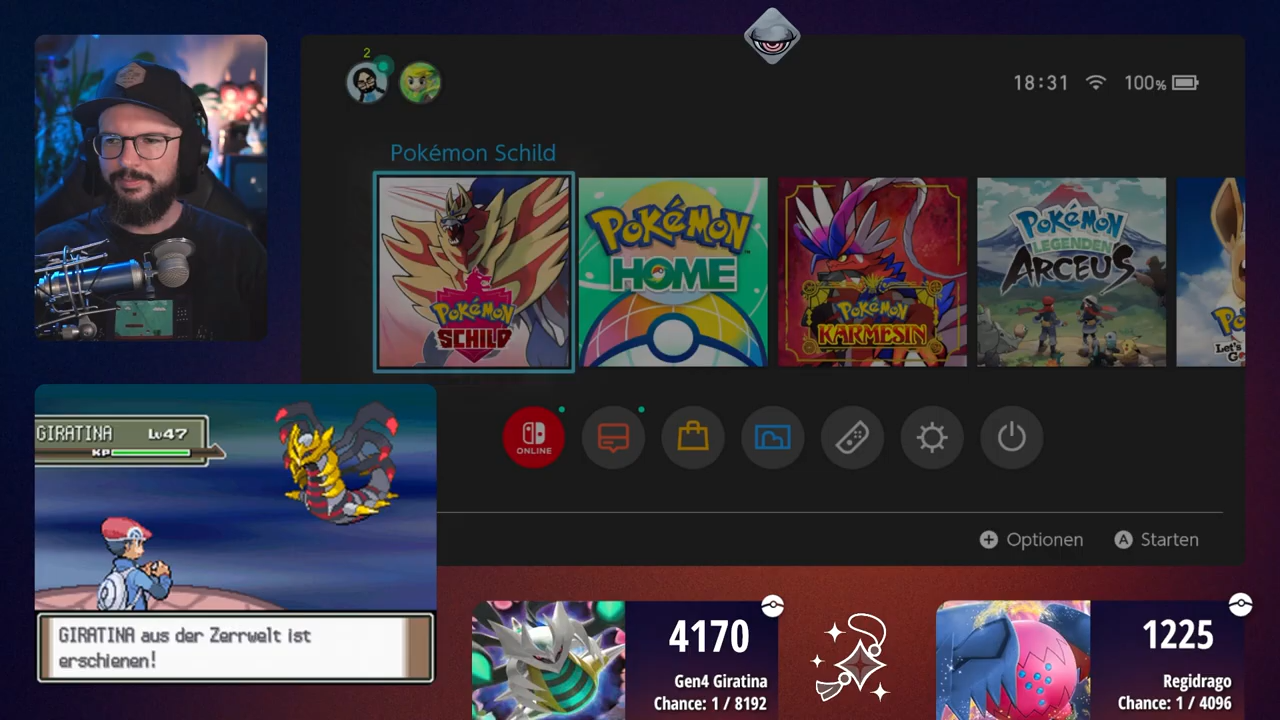 2
18:31
100%
Pokémon Schild
POKÉMON
SCHILD
POKÉMON
HOME
POKÉMON
KARMESIN
POKÉMON
LEGENDEN
ARCEUS
Let's
ONLINE
Optionen
A Starten
GIRATINA Lv47
KP
GIRATINA aus der Zerrwelt ist
erschienen!
4170
Gen4 Giratina
Chance: 1 / 8192
1225
Regidrago
Chance: 1 / 4096